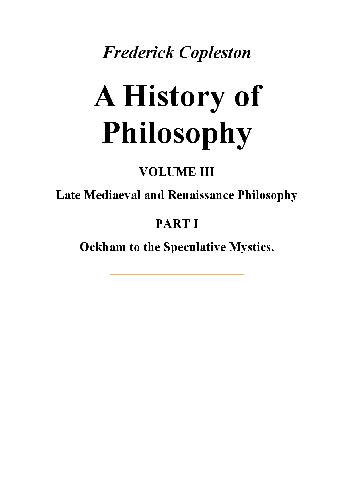 Frederick Copleston
A History of
Philosophy
VOLUME III
Late Mediaeval and Renaissance Philosophy
PART I
Ockham to the Speculative Mystics.